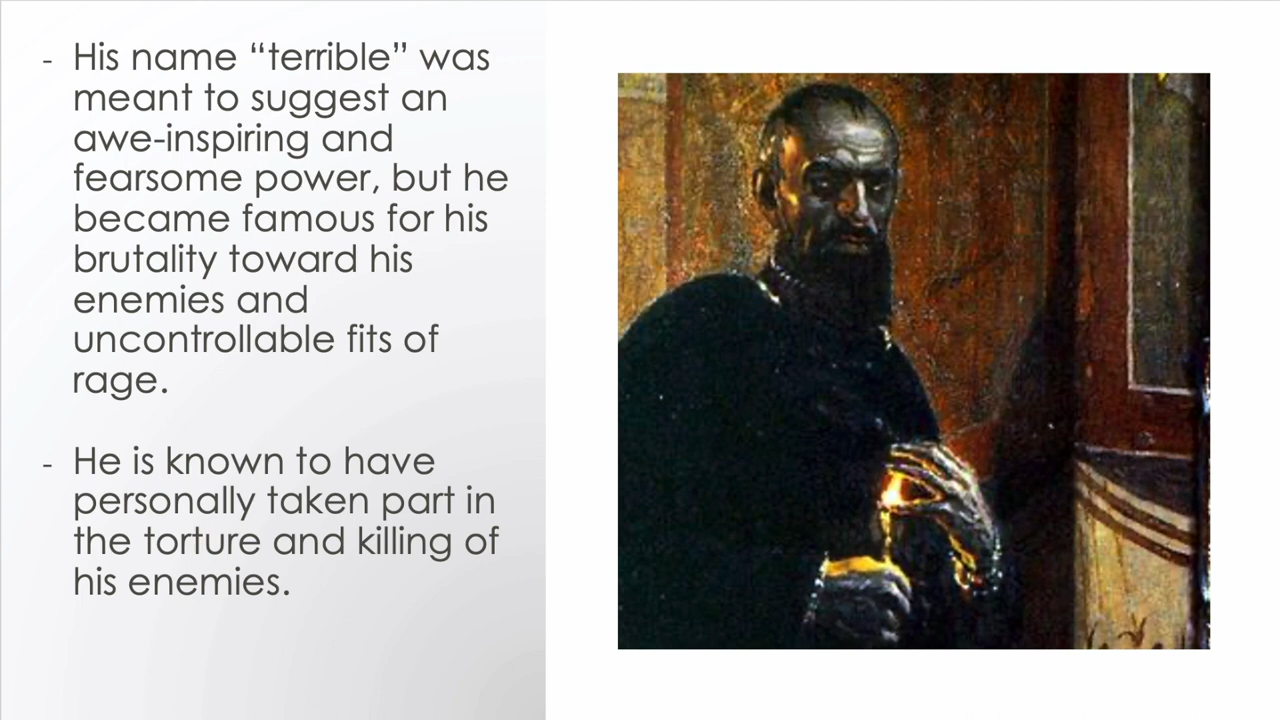 - His name “terrible” was
meant to suggest an
awe-inspiring and
fearsome power, but he
became famous for his
brutality toward his
enemies and
uncontrollable fits of
rage.
- He is known to have
personally taken part in
the torture and killing of
his enemies.